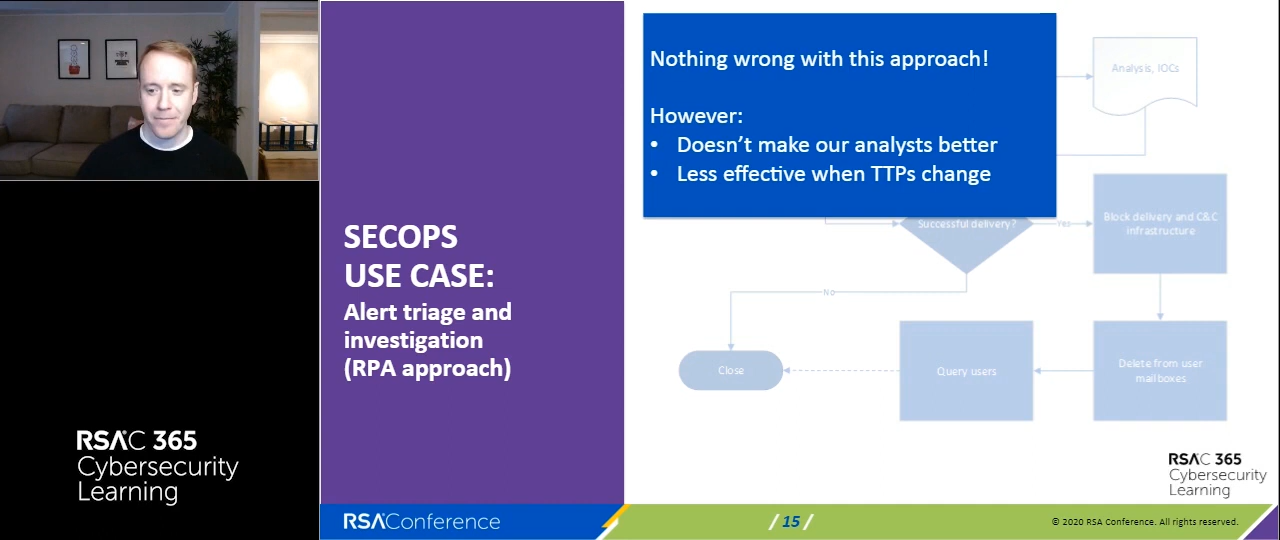 RSAC 365
Cybersecurity
Learning
SECOPS
USE CASE:
Alert triage and
investigation
(RPA approach)
Nothing wrong with this approach!
However:
• Doesn't make our analysts better
• Less effective when TTPs change
Analysis, IOCs
Successful delivery?
Yes
Block delivery and C&C
infrastructure
No
Close
Query users
Delete from user
mailboxes
RSAC 365
Cybersecurity
Learning
RSAConference
/ 15 /
© 2020 RSA Conference. All rights reserved.